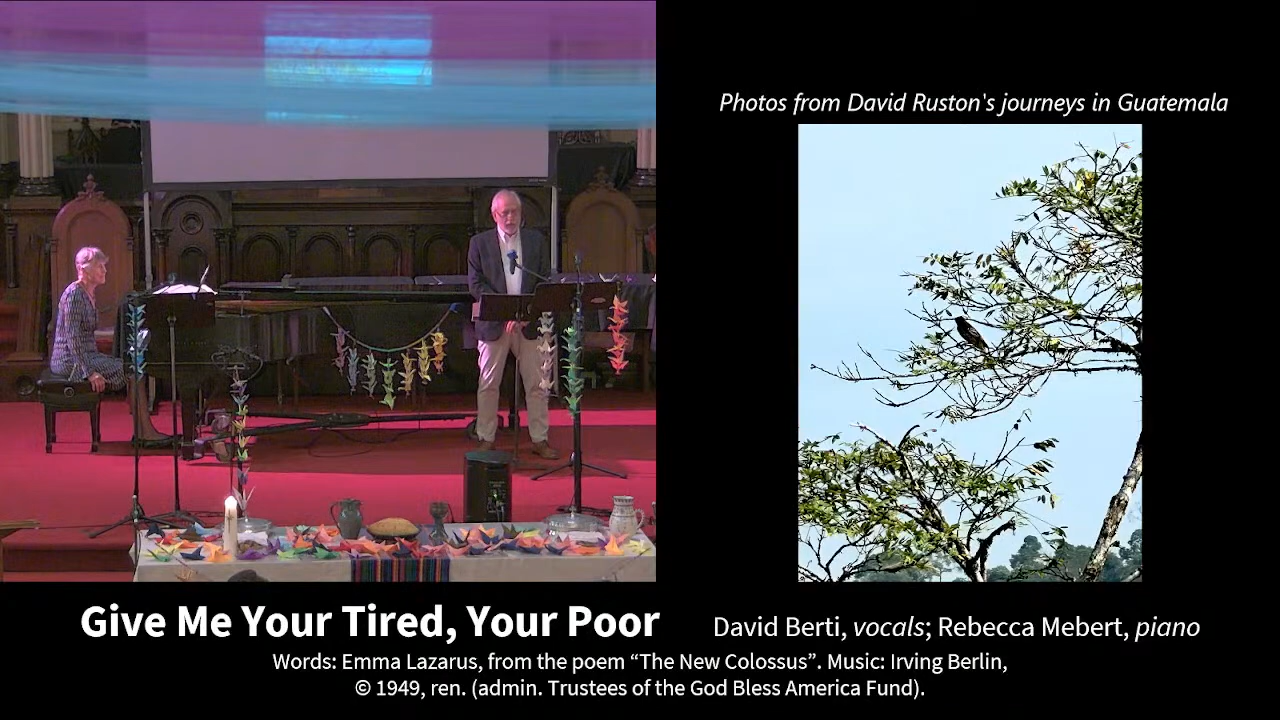 Photos from David Ruston's journeys in Guatemala
Give Me Your Tired, Your Poor
David Berti, vocals; Rebecca Mebert, piano
Words: Emma Lazarus, from the poem “The New Colossus”. Music: Irving Berlin,
© 1949, ren. (admin. Trustees of the God Bless America Fund).